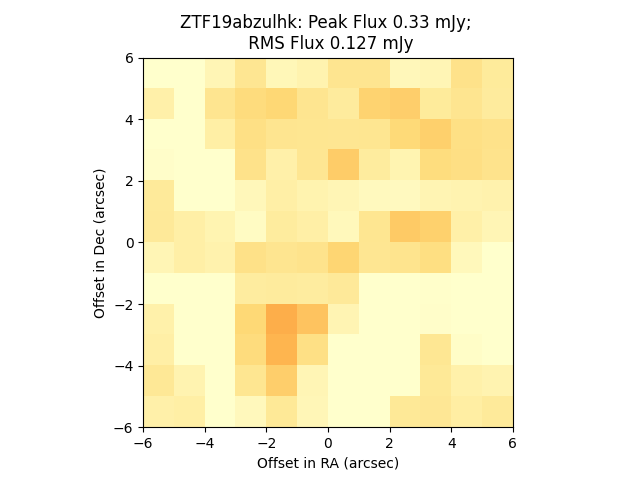 ZTF19abzulhk: Peak Flux 0.33 mJy;
RMS Flux 0.127 mJy
6
4
2
0
−2
−4
−6
Offset in Dec (arcsec)
−6 −4 −2 0 2 4 6
Offset in RA (arcsec)